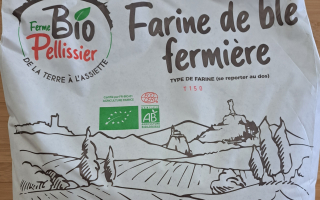 Ferme
Bio
Pellissier
DE LA TERRE À L'ASSIETTE
Farine de blé
fermière
TYPE DE FARINE (se reporter au dos)
AB